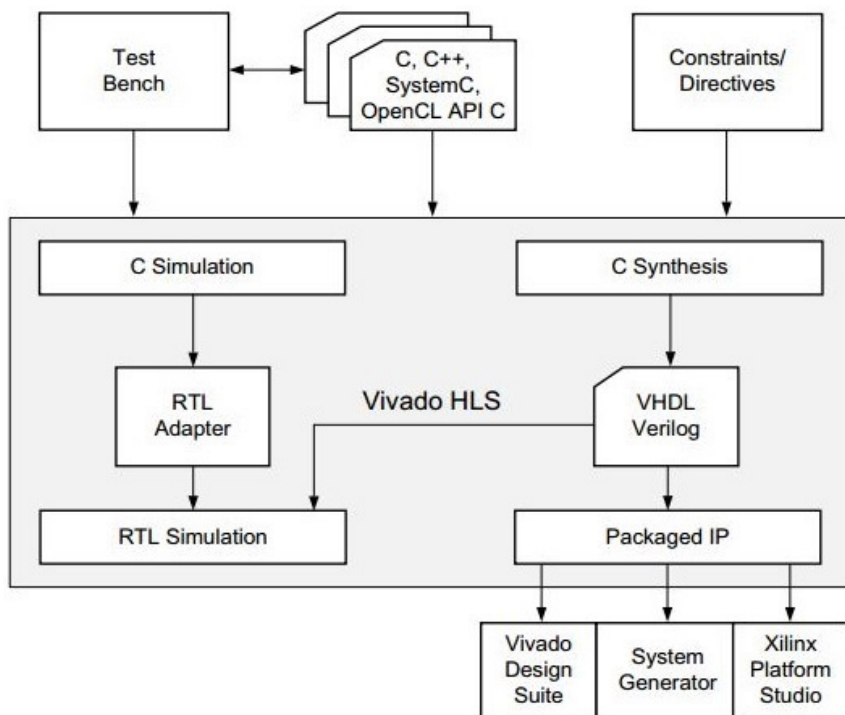 Test
Bench
C, C++,
SystemC,
OpenCL API C
Constraints/
Directives
C Simulation
C Synthesis
RTL
Adapter
Vivado HLS
VHDL
Verilog
RTL Simulation
Packaged IP
Vivado
Design
Suite
System
Generator
Xilinx
Platform
Studio